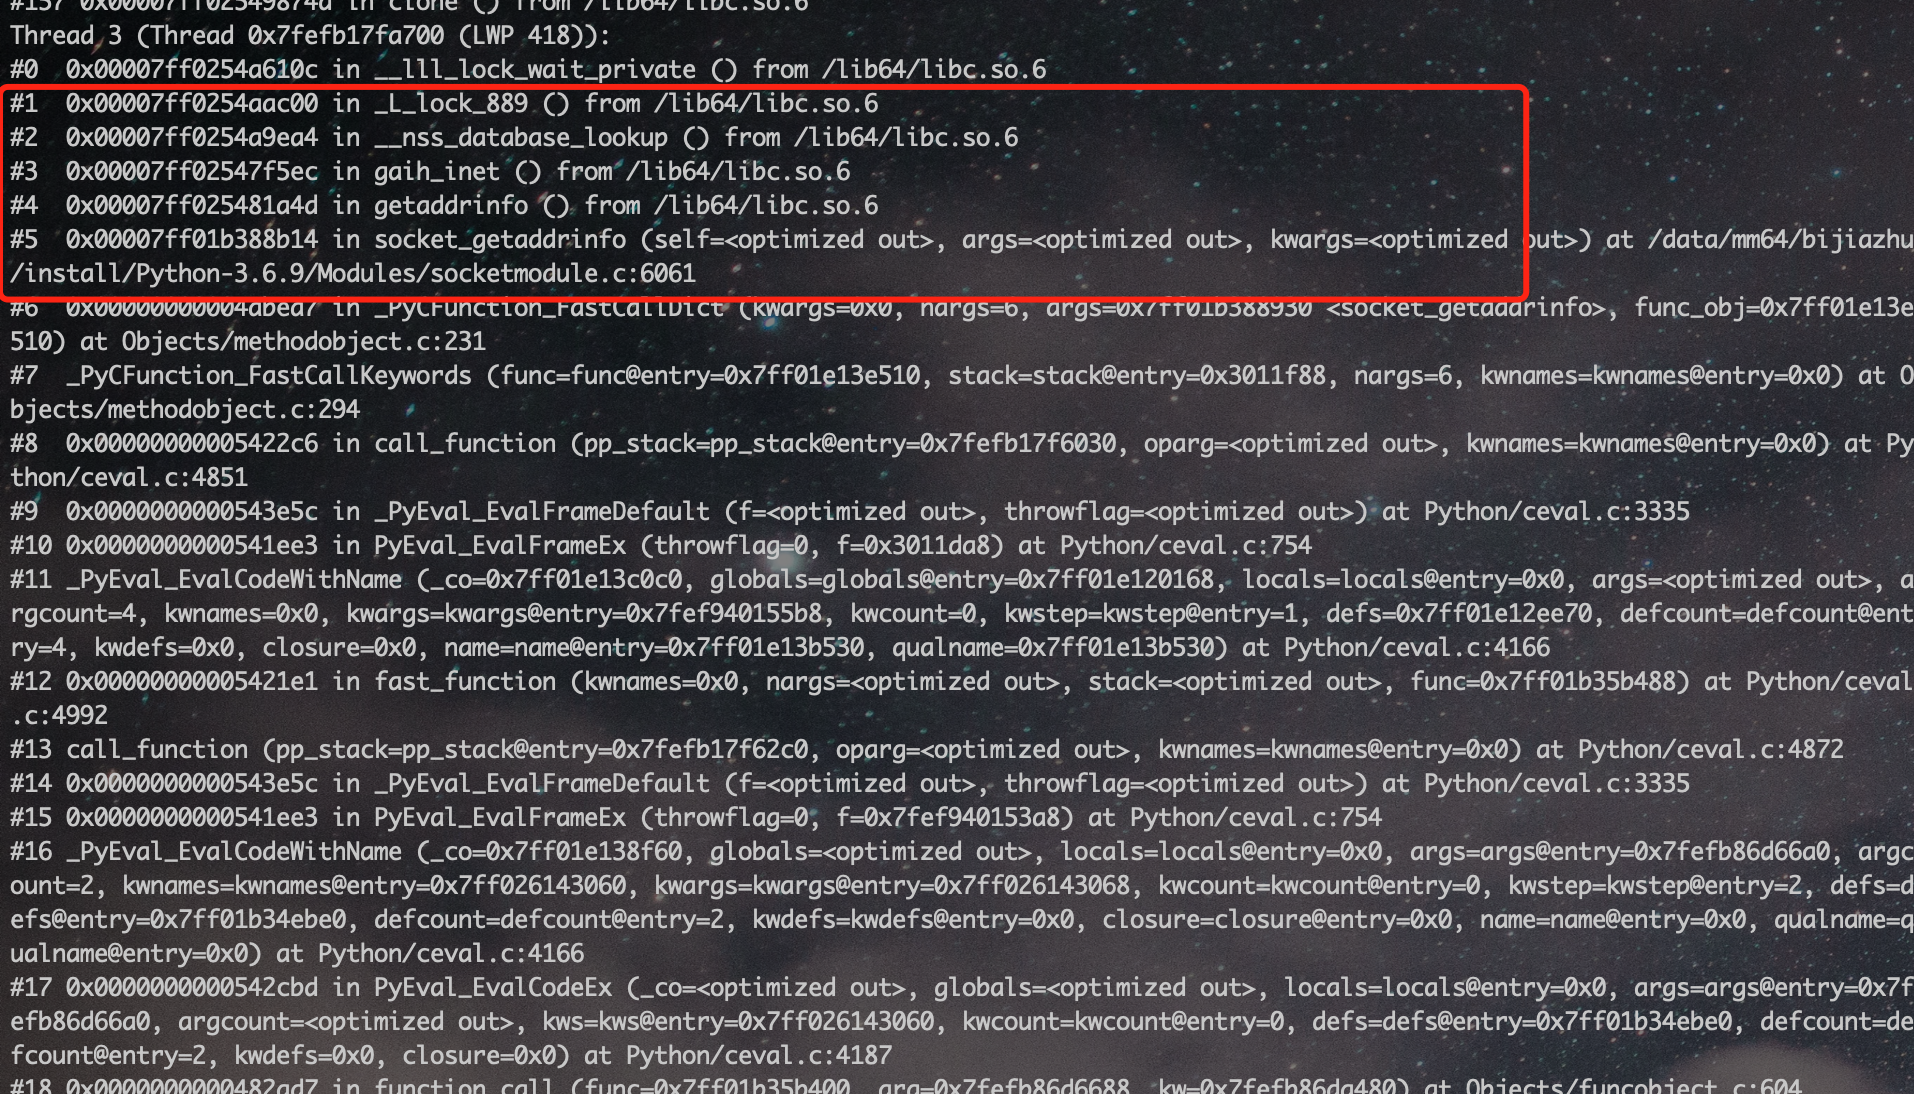 #157 0x00007ff02549874d in clone () from /lib64/libc.so.6
Thread 3 (Thread 0x7fefb17fa700 (LWP 418)):
#0  0x00007ff0254a610c in __lll_lock_wait_private () from /lib64/libc.so.6
#1  0x00007ff0254aac00 in _L_lock_889 () from /lib64/libc.so.6
#2  0x00007ff0254a9ea4 in __nss_database_lookup () from /lib64/libc.so.6
#3  0x00007ff02547f5ec in gaih_inet () from /lib64/libc.so.6
#4  0x00007ff025481a4d in getaddrinfo () from /lib64/libc.so.6
#5  0x00007ff01b388b14 in socket_getaddrinfo (self=<optimized out>, args=<optimized out>, kwargs=<optimized out>) at /data/mm64/bijiazhu
/install/Python-3.6.9/Modules/socketmodule.c:6061
#6  0x00000000004abea7 in _PyCFunction_FastCallDict (kwargs=0x0, nargs=6, args=0x7ff01b388930 <socket_getaddrinfo>, func_obj=0x7ff01e13e
510) at Objects/methodobject.c:231
#7  _PyCFunction_FastCallKeywords (func=func@entry=0x7ff01e13e510, stack=stack@entry=0x3011f88, nargs=6, kwnames=kwnames@entry=0x0) at O
bjects/methodobject.c:294
#8  0x00000000005422c6 in call_function (pp_stack=pp_stack@entry=0x7fefb17f6030, oparg=<optimized out>, kwnames=kwnames@entry=0x0) at Py
thon/ceval.c:4851
#9  0x0000000000543e5c in _PyEval_EvalFrameDefault (f=<optimized out>, throwflag=<optimized out>) at Python/ceval.c:3335
#10 0x0000000000541ee3 in PyEval_EvalFrameEx (throwflag=0, f=0x3011da8) at Python/ceval.c:754
#11 _PyEval_EvalCodeWithName (_co=0x7ff01e13c0c0, globals=globals@entry=0x7ff01e120168, locals=locals@entry=0x0, args=<optimized out>, a
rgcount=4, kwnames=0x0, kwargs=kwargs@entry=0x7fef940155b8, kwcount=0, kwstep=kwstep@entry=1, defs=0x7ff01e12ee70, defcount=defcount@ent
ry=4, kwdefs=0x0, closure=0x0, name=name@entry=0x7ff01e13b530, qualname=0x7ff01e13b530) at Python/ceval.c:4166
#12 0x00000000005421e1 in fast_function (kwnames=0x0, nargs=<optimized out>, stack=<optimized out>, func=0x7ff01b35b488) at Python/ceval
.c:4992
#13 call_function (pp_stack=pp_stack@entry=0x7fefb17f62c0, oparg=<optimized out>, kwnames=kwnames@entry=0x0) at Python/ceval.c:4872
#14 0x0000000000543e5c in _PyEval_EvalFrameDefault (f=<optimized out>, throwflag=<optimized out>) at Python/ceval.c:3335
#15 0x0000000000541ee3 in PyEval_EvalFrameEx (throwflag=0, f=0x7fef940153a8) at Python/ceval.c:754
#16 _PyEval_EvalCodeWithName (_co=0x7ff01e138f60, globals=<optimized out>, locals=locals@entry=0x0, args=args@entry=0x7fefb86d66a0, argc
ount=2, kwnames=kwnames@entry=0x7ff026143060, kwargs=kwargs@entry=0x7ff026143068, kwcount=kwcount@entry=0, kwstep=kwstep@entry=2, defs=d
efs@entry=0x7ff01b34ebe0, defcount=defcount@entry=2, kwdefs=kwdefs@entry=0x0, closure=closure@entry=0x0, name=name@entry=0x0, qualname=q
ualname@entry=0x0) at Python/ceval.c:4166
#17 0x0000000000542cbd in PyEval_EvalCodeEx (_co=<optimized out>, globals=<optimized out>, locals=locals@entry=0x0, args=args@entry=0x7f
efb86d66a0, argcount=<optimized out>, kws=kws@entry=0x7ff026143060, kwcount=kwcount@entry=0, defs=defs@entry=0x7ff01b34ebe0, defcount=de
fcount@entry=2, kwdefs=0x0, closure=0x0) at Python/ceval.c:4187
#18 0x0000000000482ad7 in function_call (func=0x7ff01b35b400, arg=0x7fefb86d6688, kw=0x7fefb86da480) at Objects/funcobject.c:604